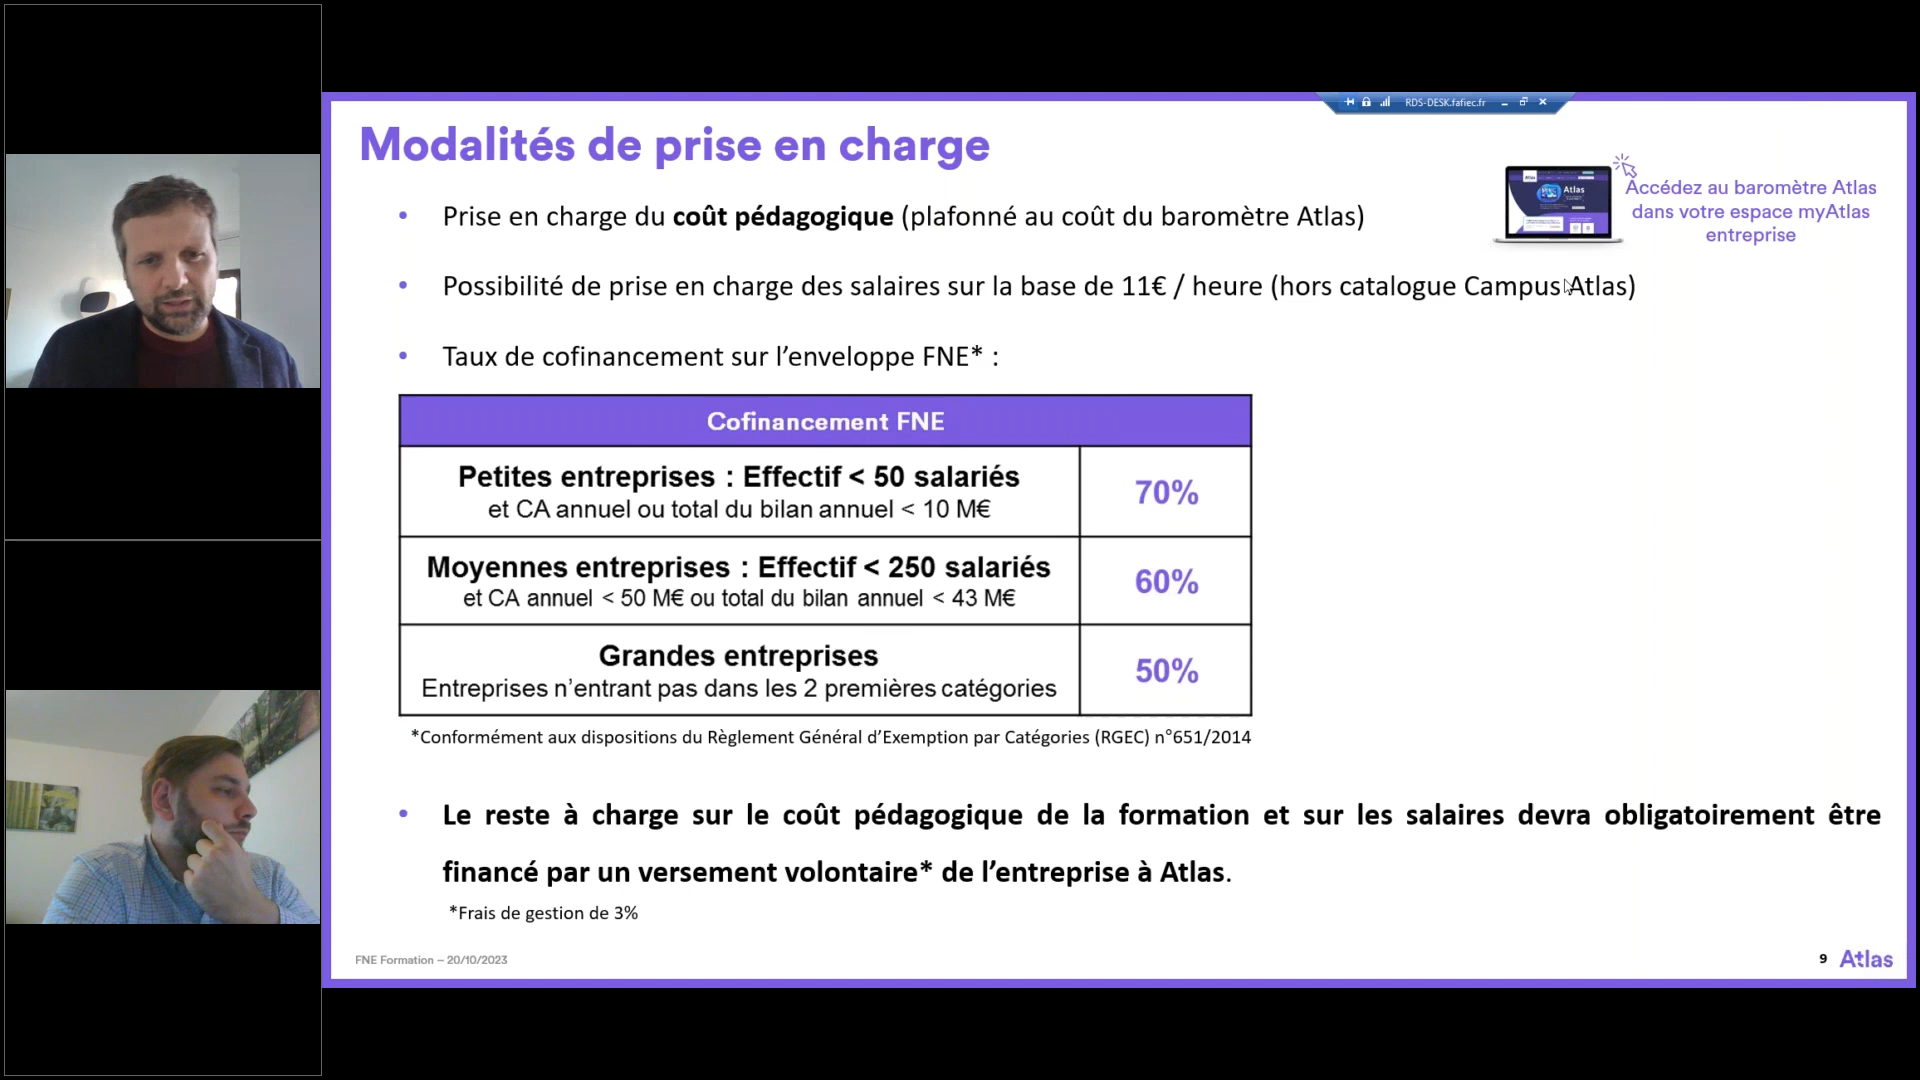 RDS-DESK.fafiec.fr
Modalités de prise en charge
Accédez au baromètre Atlas
dans votre espace myAtlas
entreprise
Atlas
• Prise en charge du coût pédagogique (plafonné au coût du baromètre Atlas)
• Possibilité de prise en charge des salaires sur la base de 11€ / heure (hors catalogue Campus Atlas)
• Taux de cofinancement sur l’enveloppe FNE* :
Cofinancement FNE
Petites entreprises : Effectif < 50 salariés
et CA annuel ou total du bilan annuel < 10 M€
70%
Moyennes entreprises : Effectif < 250 salariés
et CA annuel < 50 M€ ou total du bilan annuel < 43 M€
60%
Grandes entreprises
Entreprises n’entrant pas dans les 2 premières catégories
50%
*Conformément aux dispositions du Règlement Général d’Exemption par Catégories (RGEC) n°651/2014
• Le reste à charge sur le coût pédagogique de la formation et sur les salaires devra obligatoirement être
financé par un versement volontaire* de l’entreprise à Atlas.
*Frais de gestion de 3%
FNE Formation – 20/10/2023
9 Atlas